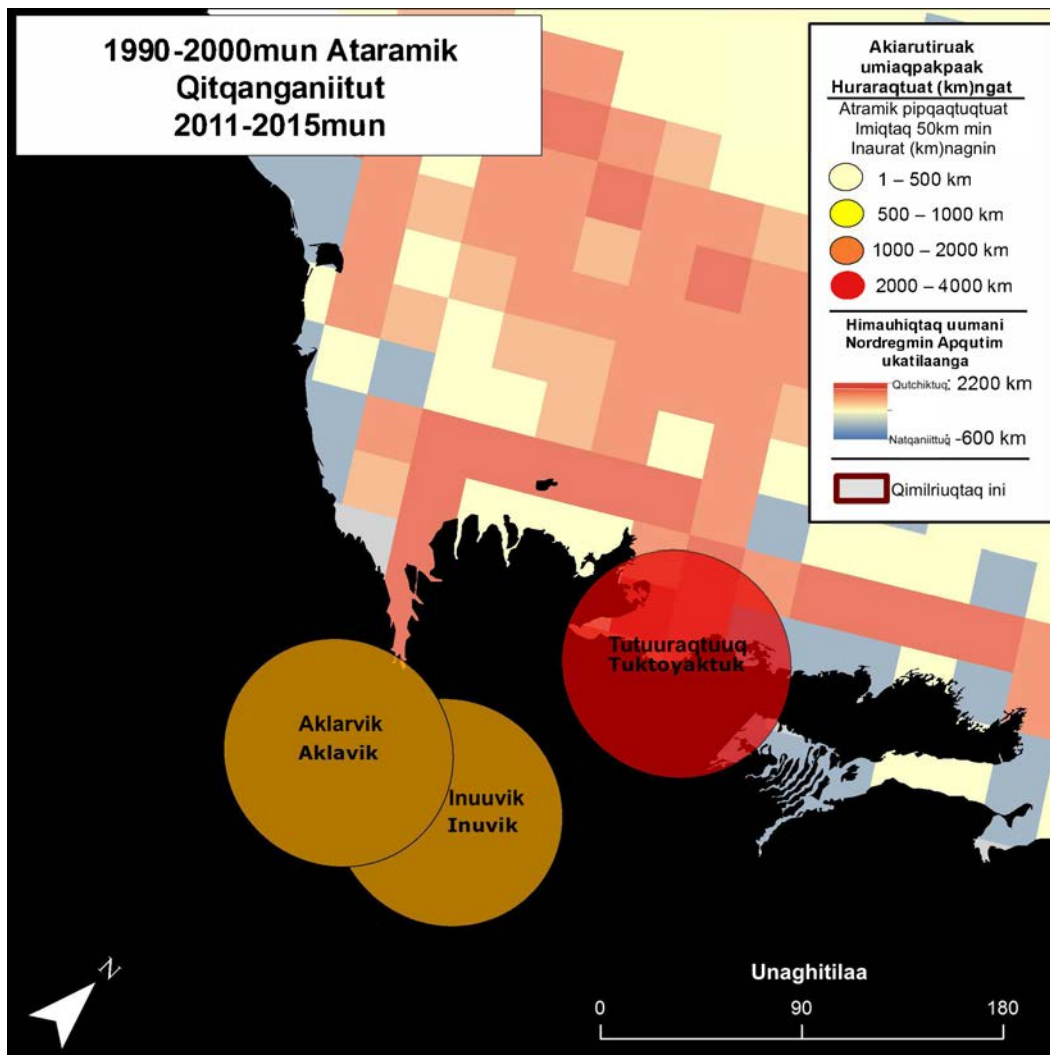 1990-2000mun Ataramik
Qitqanganiitut
2011-2015mun
Akiarutiruak
umiaqpakpaak
Huraraqtuat (km)ngat
Atramik pipqaqtuqtuat
Imiqtaq 50km min
Inaurat (km)nagnin
1 – 500 km
500 – 1000 km
1000 – 2000 km
2000 – 4000 km
Himauhiqtaq uumani
Nordregmin Apqutim
ukatilaanga
Qutchiktuq: 2200 km
Natqaniittuq: -600 km
Qimilriuqtaq ini
Tutuuraqtuuq
Tuktoyaktuk
Aklarvik
Aklavik
Inuuvik
Inuvik
N
Unaghitilaa
0 90 180